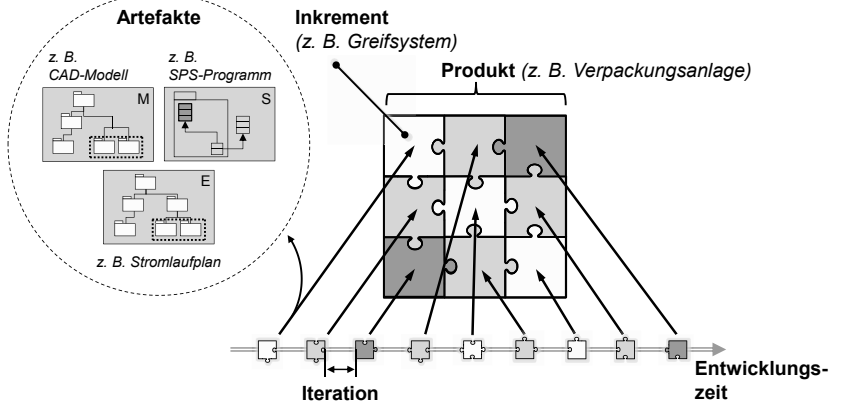 Artefakte
z. B.
CAD-Modell
z. B.
SPS-Programm
M
S
E
z. B. Stromlaufplan
Inkrement
(z. B. Greifsystem)
Produkt (z. B. Verpackungsanlage)
Iteration
Entwicklungs-
zeit